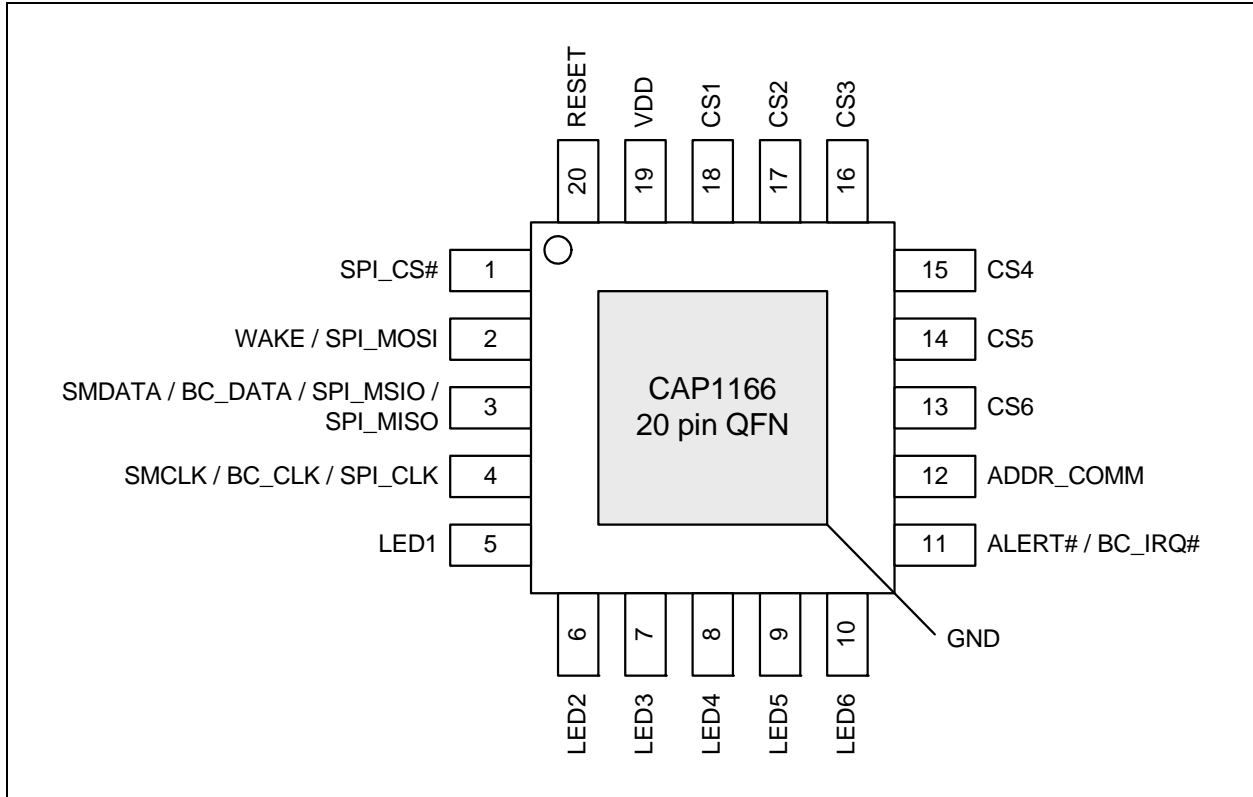 RESET
VDD
CS1
CS2
CS3
20
19
18
17
16
SPI_CS# 1
15 CS4
WAKE / SPI_MOSI 2
14 CS5
SMDATA / BC_DATA / SPI_MSIO /
SPI_MISO
3
13 CS6
CAP1166
20 pin QFN
SMCLK / BC_CLK / SPI_CLK 4
12 ADDR_COMM
LED1 5
11 ALERT# / BC_IRQ#
GND
6
7
8
9
10
LED2
LED3
LED4
LED5
LED6